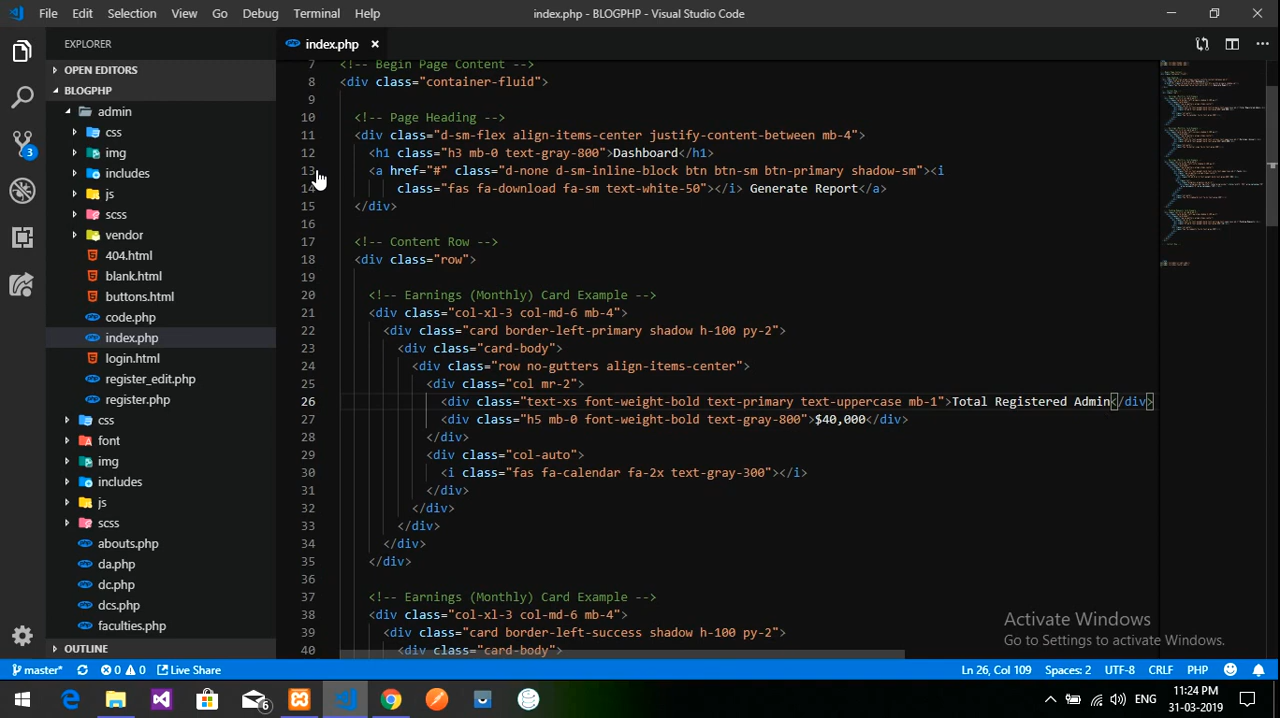 File Edit Selection View Go Debug Terminal Help
index.php - BLOGPHP - Visual Studio Code
EXPLORER
OPEN EDITORS
BLOGPHP
admin
css
img
includes
js
scss
vendor
404.html
blank.html
buttons.html
code.php
index.php
login.html
register_edit.php
register.php
css
font
img
includes
js
scss
abouts.php
da.php
dc.php
dcs.php
faculties.php
OUTLINE
index.php
7 <!-- Begin Page Content -->
8 <div class="container-fluid">
9
10 <!-- Page Heading -->
11 <div class="d-sm-flex align-items-center justify-content-between mb-4">
12 <h1 class="h3 mb-0 text-gray-800">Dashboard</h1>
13 <a href="#" class="d-none d-sm-inline-block btn btn-sm btn-primary shadow-sm"><i
14 class="fas fa-download fa-sm text-white-50"></i> Generate Report</a>
15 </div>
16
17 <!-- Content Row -->
18 <div class="row">
19
20 <!-- Earnings (Monthly) Card Example -->
21 <div class="col-xl-3 col-md-6 mb-4">
22 <div class="card border-left-primary shadow h-100 py-2">
23 <div class="card-body">
24 <div class="row no-gutters align-items-center">
25 <div class="col mr-2">
26 <div class="text-xs font-weight-bold text-primary text-uppercase mb-1">Total Registered Admin</div>
27 <div class="h5 mb-0 font-weight-bold text-gray-800">$40,000</div>
28 </div>
29 <div class="col-auto">
30 <i class="fas fa-calendar fa-2x text-gray-300"></i>
31 </div>
32 </div>
33 </div>
34 </div>
35 </div>
36
37 <!-- Earnings (Monthly) Card Example -->
38 <div class="col-xl-3 col-md-6 mb-4">
39 <div class="card border-left-success shadow h-100 py-2">
40 <div class="card-body">
Activate Windows
Go to Settings to activate Windows.
3
master* 0 0 Live Share
Ln 26, Col 109 Spaces: 2 UTF-8 CRLF PHP
6
ENG
11:24 PM
31-03-2019